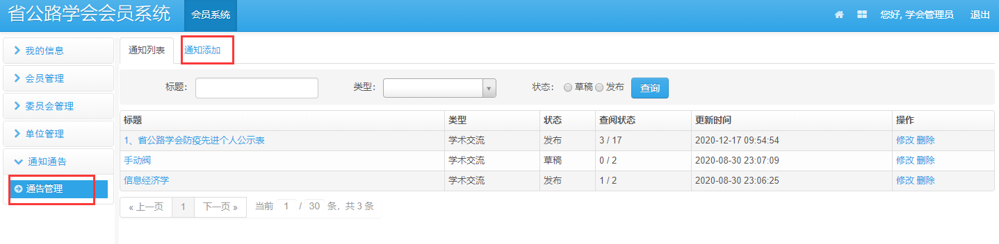 省公路学会会员系统 会员系统 您好, 学会管理员 退出
我的信息
会员管理
委员会管理
单位管理
通知通告
通告管理
通知列表 通知添加
标题: 类型: 状态: 草稿 发布 查询
标题 类型 状态 查阅状态 更新时间 操作
1、省公路学会防疫先进个人公示表 学术交流 发布 3 / 17 2020-12-17 09:54:54 修改 删除
手动阀 学术交流 草稿 0 / 2 2020-08-30 23:07:09 修改 删除
信息经济学 学术交流 发布 1 / 2 2020-08-30 23:06:25 修改 删除
« 上一页 1 下一页 » 当前 1 / 30 条，共 3 条